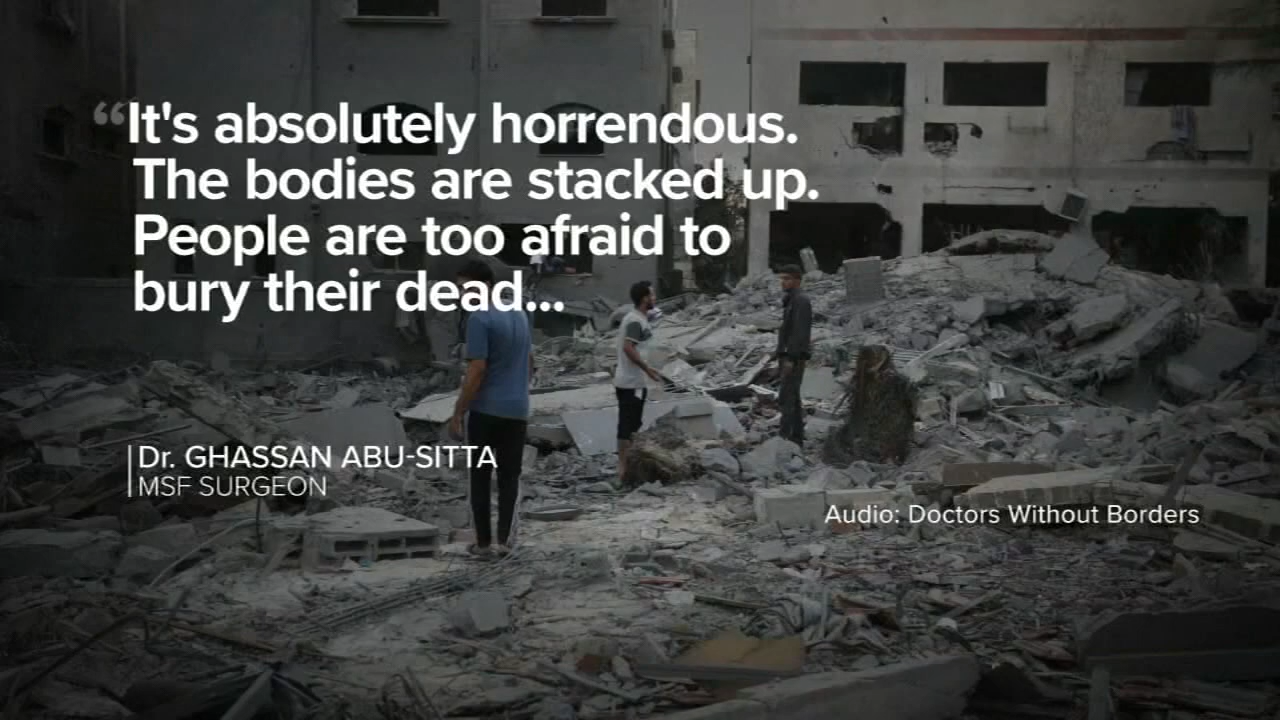 “It's absolutely horrendous.
The bodies are stacked up.
People are too afraid to
bury their dead...
Dr. GHASSAN ABU-SITTA
MSF SURGEON
Audio: Doctors Without Borders